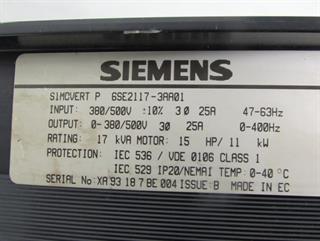 SIEMENS
SIMOVERT P 6SE2117-3AA01
INPUT: 380/500V ±10% 3Ø 25A 47-63Hz
OUTPUT: 0-380/500V 3Ø 25A 0-400Hz
RATING: 17 kVA MOTOR: 15 HP/ 11 kW
PROTECTION: IEC 536 / VDE 0106 CLASS 1
IEC 529 IP20/NEMA1 TEMP: 0-40 °C
SERIAL No: XA 93 18 7 BE 004 ISSUE: B MADE IN EC